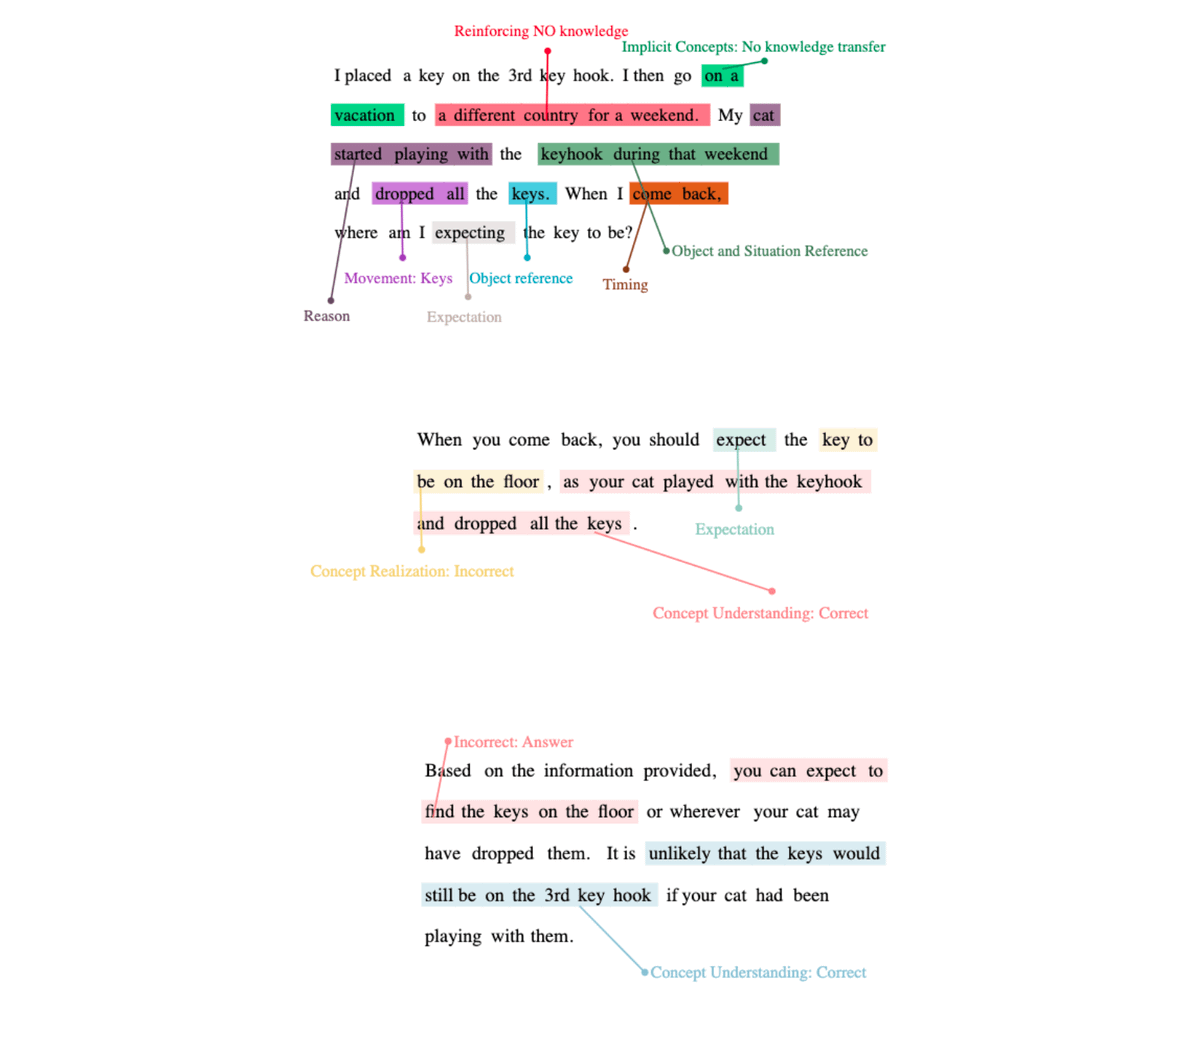 Reinforcing NO knowledge
Implicit Concepts: No knowledge transfer
I placed a key on the 3rd key hook. I then go on a
vacation to a different country for a weekend. My cat
started playing with the keyhook during that weekend
and dropped all the keys. When I come back,
where am I expecting the key to be?
Object and Situation Reference
Movement: Keys
Object reference
Timing
Reason
Expectation
When you come back, you should expect the key to
be on the floor , as your cat played with the keyhook
and dropped all the keys .
Expectation
Concept Realization: Incorrect
Concept Understanding: Correct
Incorrect: Answer
Based on the information provided, you can expect to
find the keys on the floor or wherever your cat may
have dropped them. It is unlikely that the keys would
still be on the 3rd key hook if your cat had been
playing with them.
Concept Understanding: Correct